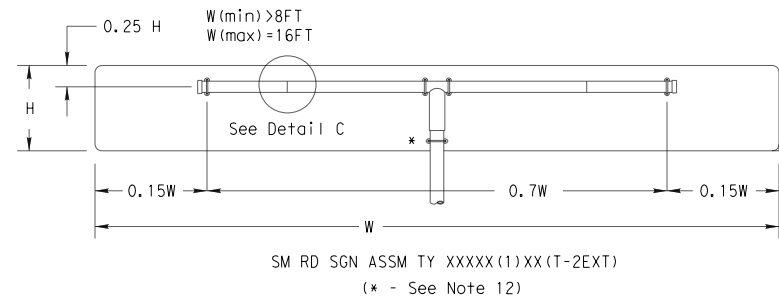 0.25 H
W(min)>8FT
W(max)=16FT
H
See Detail C
*
0.15W
0.7W
0.15W
W
SM RD SGN ASSM TY XXXXX(1)XX(T-2EXT)
(* - See Note 12)